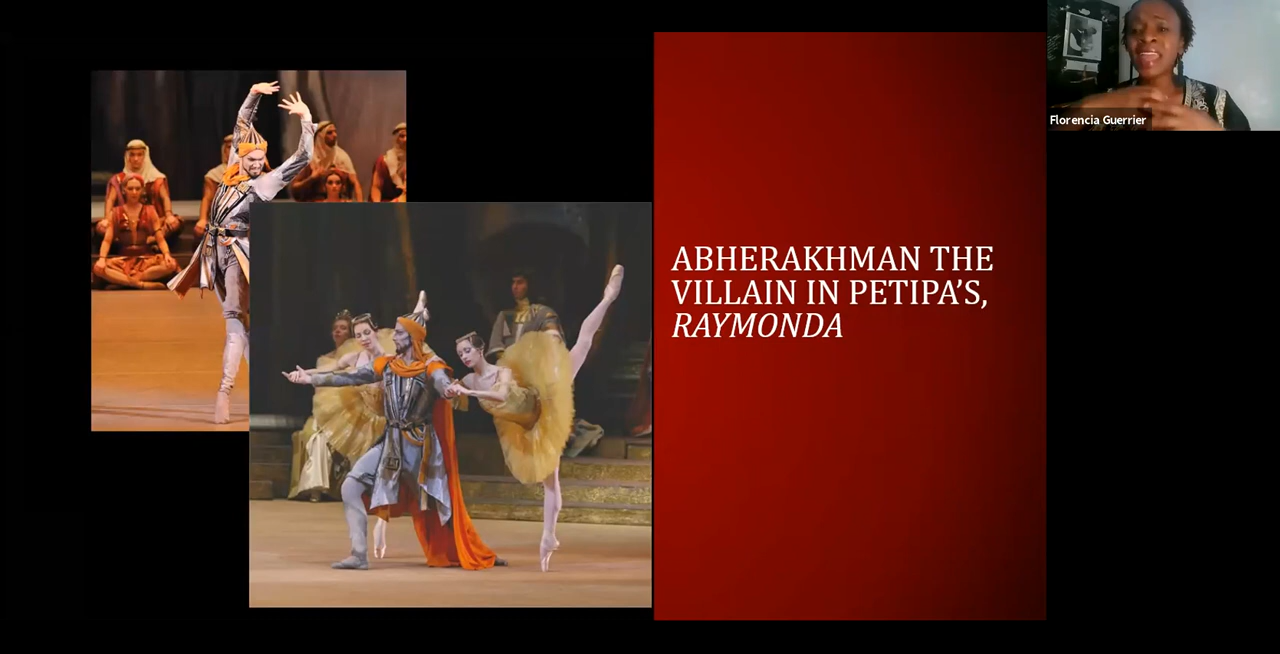 Florencia Guerrier
ABHERAKHMAN THE
VILLAIN IN PETIPA’S,
RAYMONDA